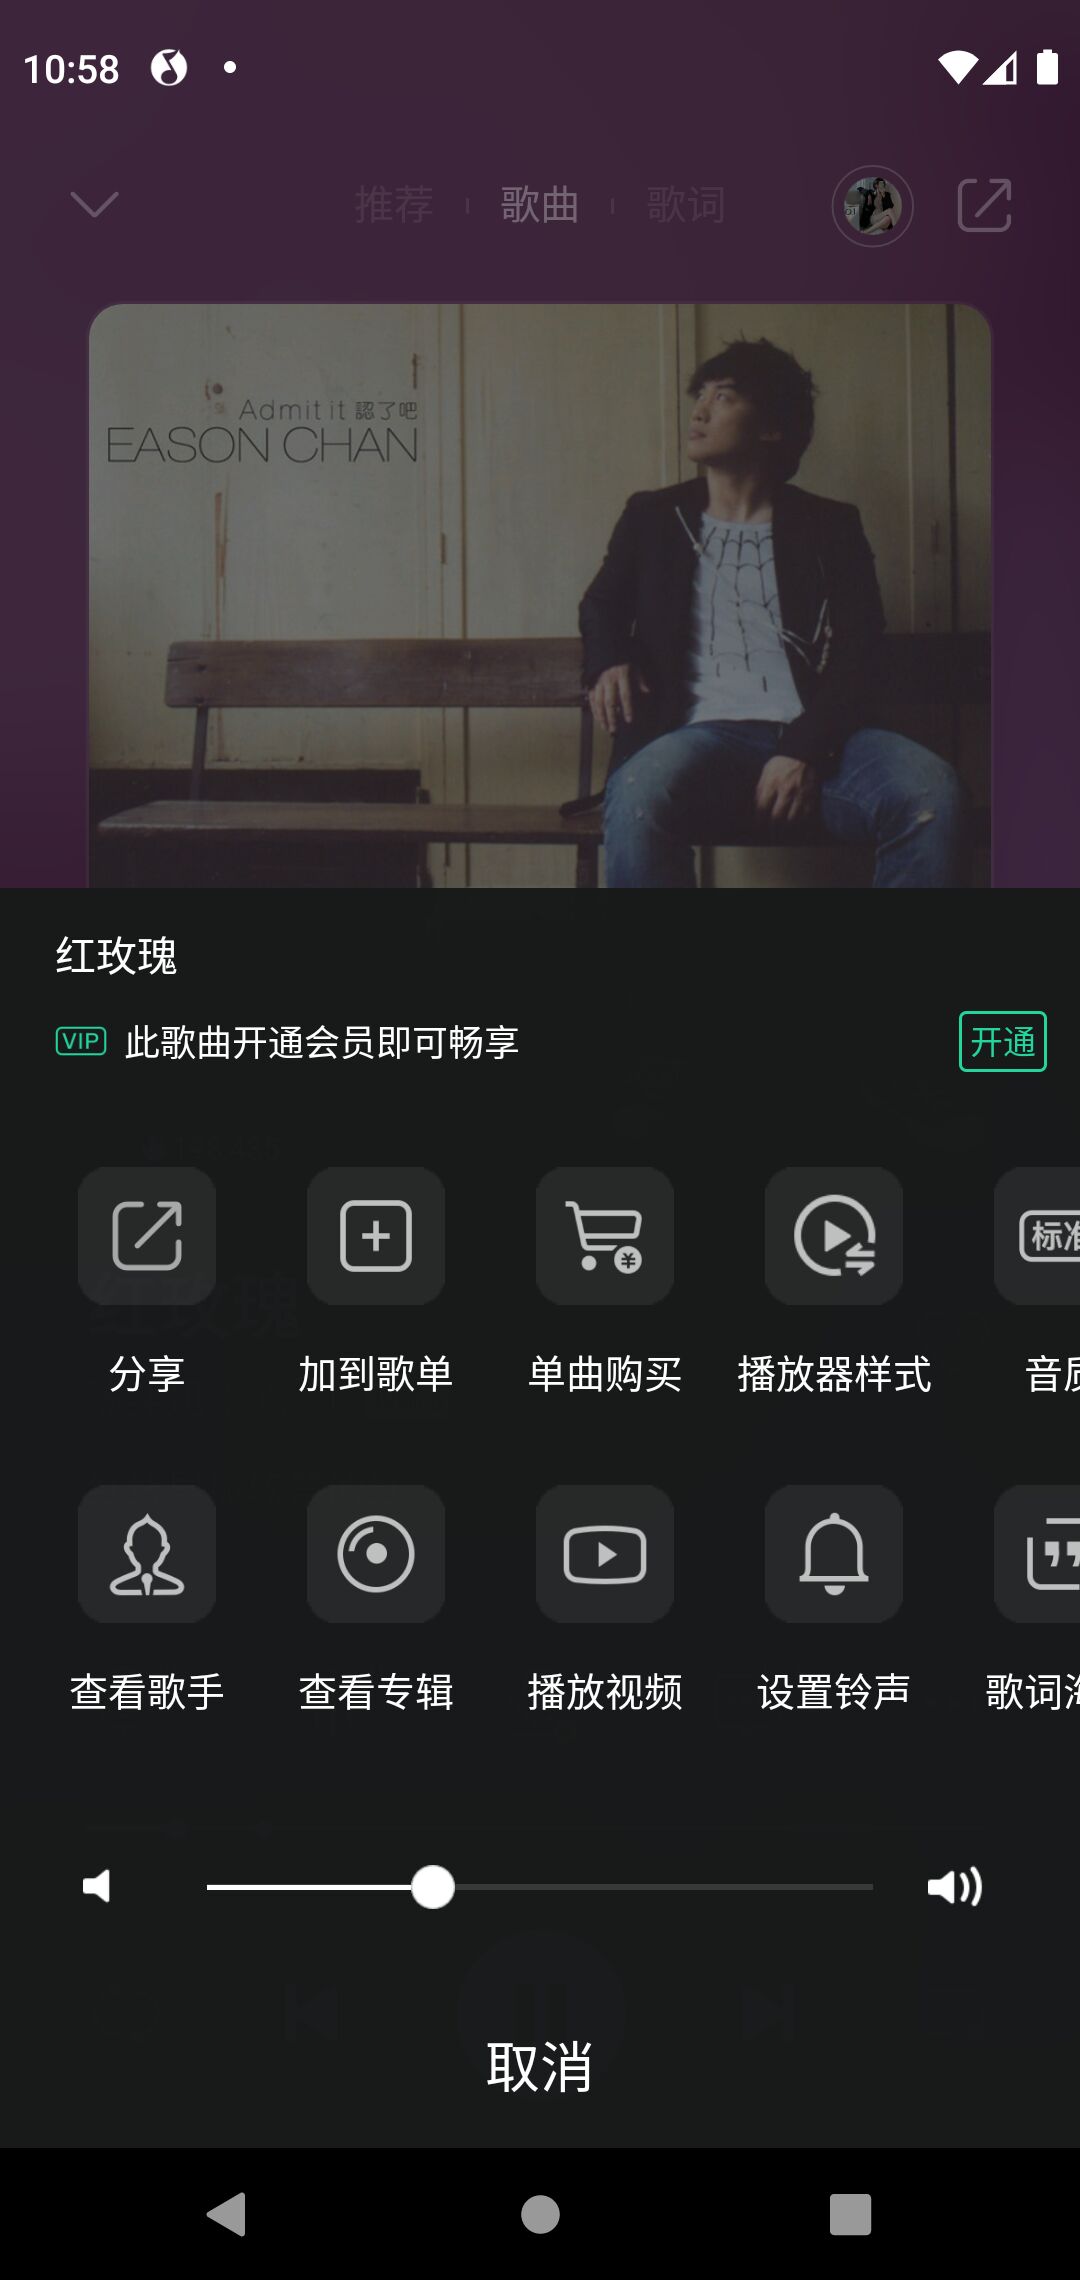 10:58
推荐 歌曲 歌词
Admit it 認了吧
EASON CHAN
红玫瑰
VIP 此歌曲开通会员即可畅享 开通
标准
分享 加到歌单 单曲购买 播放器样式 音质
查看歌手 查看专辑 播放视频 设置铃声 歌词海
取消